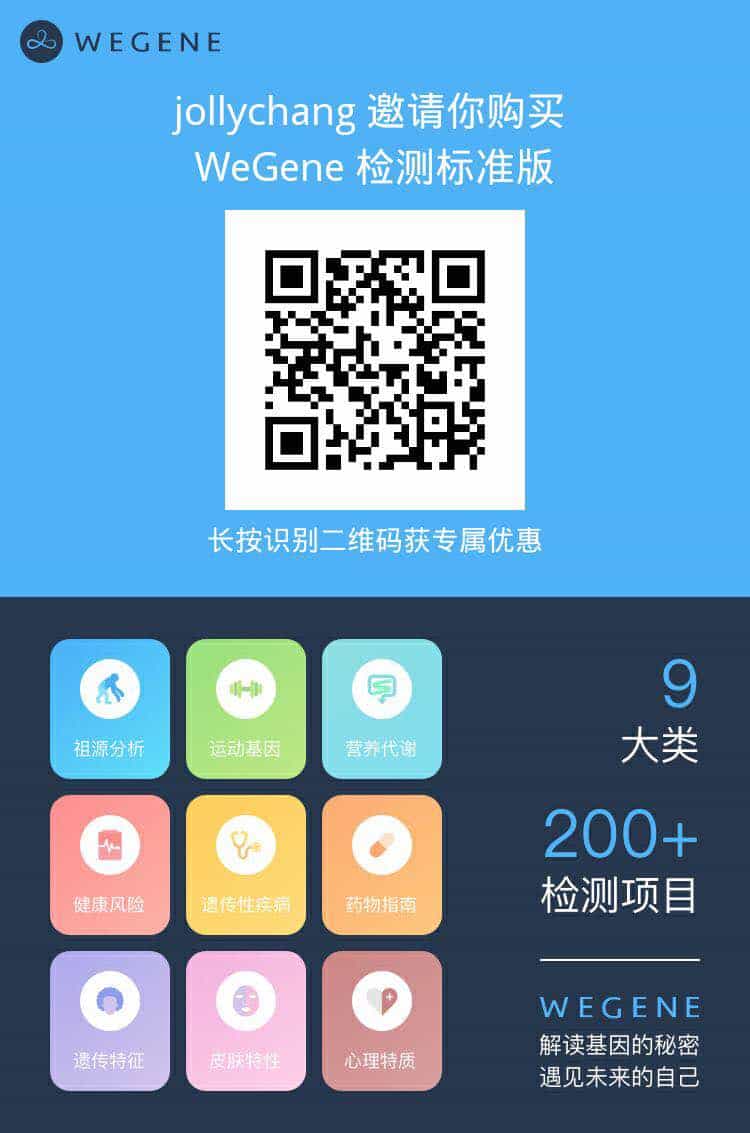 WEGENE
jollychang 邀请你购买
WeGene 检测标准版
长按识别二维码获专属优惠
祖源分析
运动基因
营养代谢
健康风险
遗传性疾病
药物指南
遗传特征
皮肤特性
心理特质
9
大类
200+
检测项目
WEGENE
解读基因的秘密
遇见未来的自己